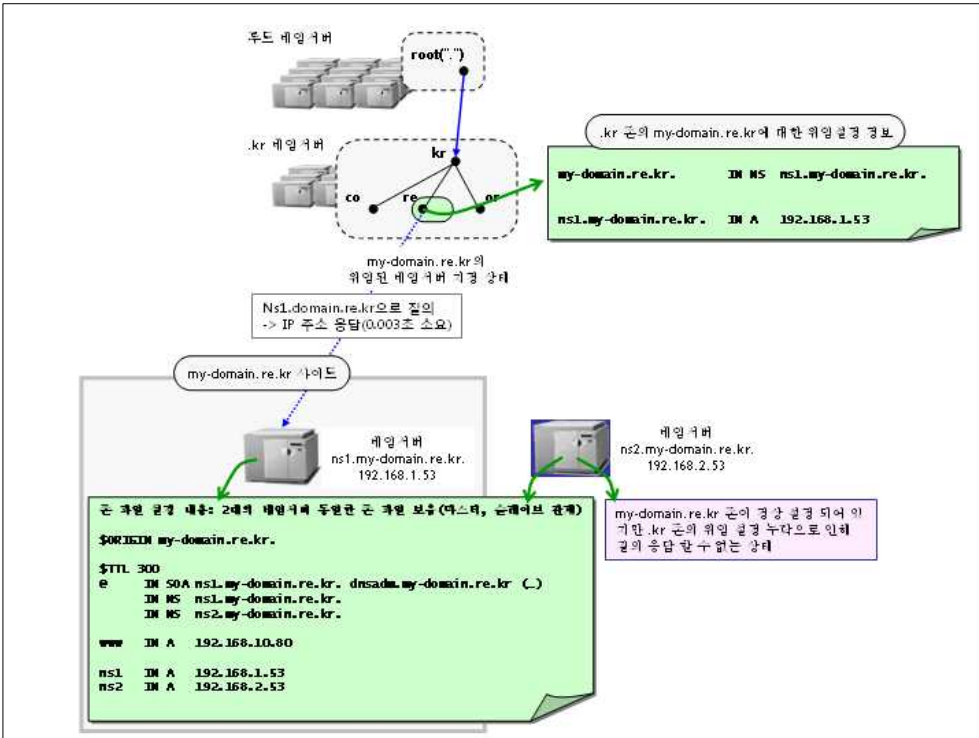 루트 네임서버
root(".")
.kr 네임서버
kr
co
re
or
.kr 존의 my-domain.re.kr에 대한 위임설정 정보
my-domain.re.kr. IN NS ns1.my-domain.re.kr.
ns1.my-domain.re.kr. IN A 192.168.1.53
my-domain.re.kr의
위임된 네임서버 지정 상태
Ns1.domain.re.kr으로 질의
-> IP 주소 응답(0.003초 소요)
my-domain.re.kr 사이트
네임서버
ns1.my-domain.re.kr.
192.168.1.53
네임서버
ns2.my-domain.re.kr.
192.168.2.53
존 파일 설정 내용: 2대의 네임서버 동일한 존 파일 보유(마스터, 슬레이브 관계)
$ORIGIN my-domain.re.kr.
$TTL 300
@ IN SOA ns1.my-domain.re.kr. dnsadm.my-domain.re.kr (…)
IN NS ns1.my-domain.re.kr.
IN NS ns2.my-domain.re.kr.
www IN A 192.168.10.80
ns1 IN A 192.168.1.53
ns2 IN A 192.168.2.53
my-domain.re.kr 존이 정상 설정 되어 있
지만 .kr 존의 위임 설정 누락으로 인해
질의 응답 할 수 없는 상태